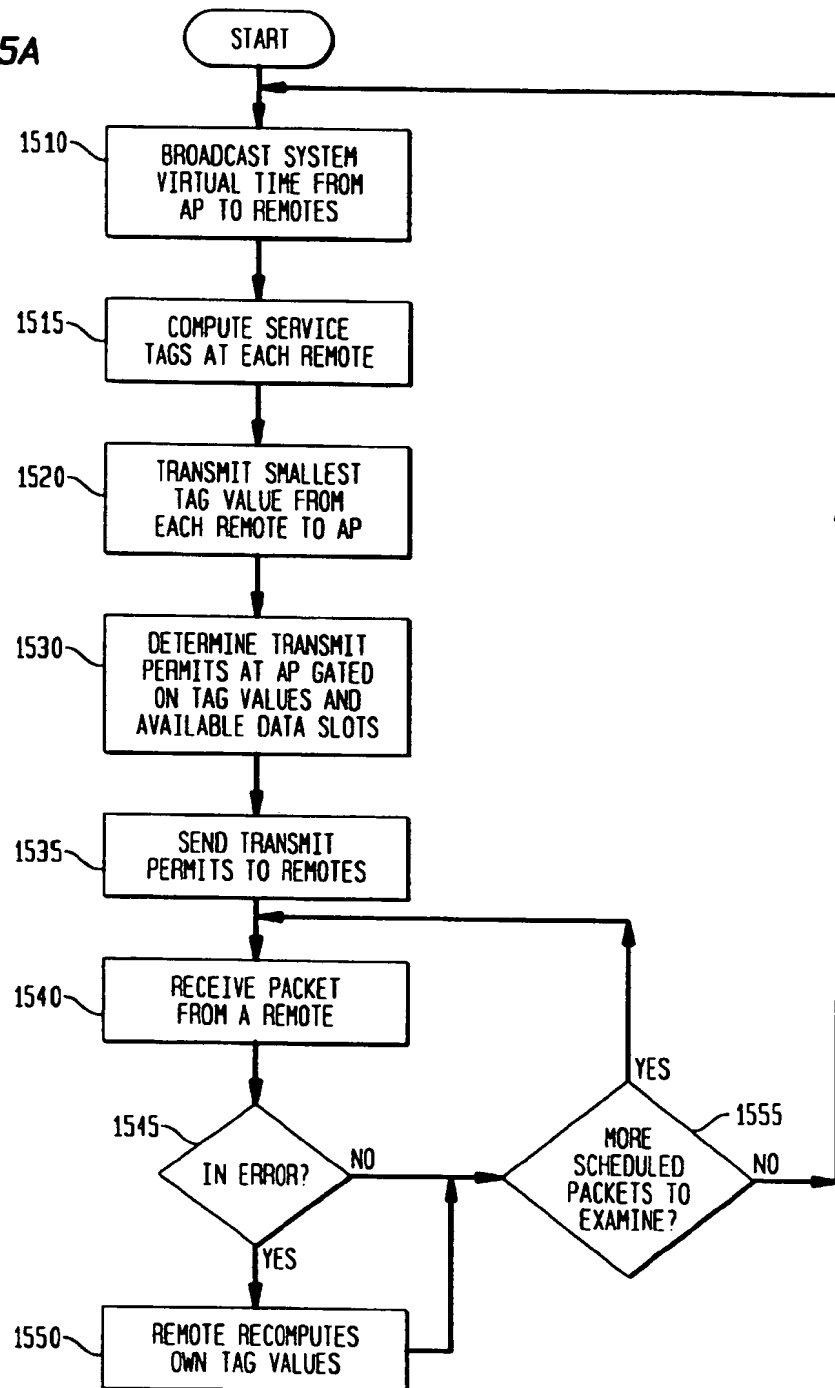 5A
START
1510
BROADCAST SYSTEM
VIRTUAL TIME FROM
AP TO REMOTES
1515
COMPUTE SERVICE
TAGS AT EACH REMOTE
1520
TRANSMIT SMALLEST
TAG VALUE FROM
EACH REMOTE TO AP
1530
DETERMINE TRANSMIT
PERMITS AT AP GATED
ON TAG VALUES AND
AVAILABLE DATA SLOTS
1535
SEND TRANSMIT
PERMITS TO REMOTES
1540
RECEIVE PACKET
FROM A REMOTE
YES
1555
1545
IN ERROR?
NO
MORE
SCHEDULED
PACKETS TO
EXAMINE?
NO
YES
1550
REMOTE RECOMPUTES
OWN TAG VALUES